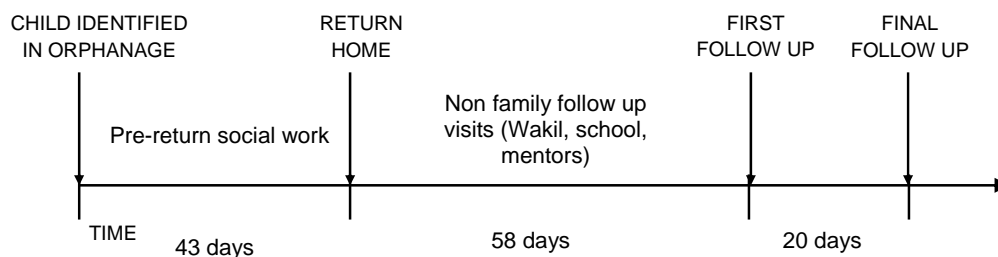 CHILD IDENTIFIED
IN ORPHANAGE
RETURN
HOME
FIRST
FOLLOW UP
FINAL
FOLLOW UP
Pre-return social work
Non family follow up
visits (Wakil, school,
mentors)
TIME
43 days
58 days
20 days